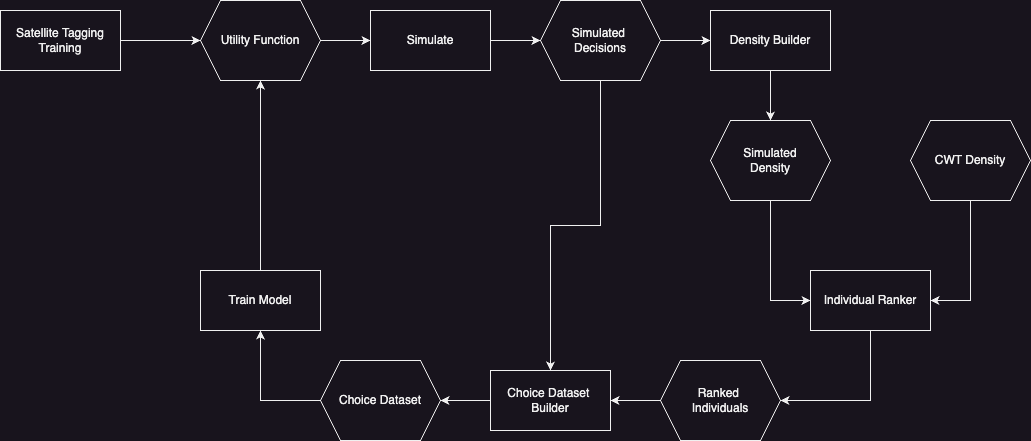 Satellite Tagging
Training
Utility Function
Simulate
Simulated
Decisions
Density Builder
Simulated
Density
CWT Density
Train Model
Individual Ranker
Choice Dataset
Choice Dataset
Builder
Ranked
Individuals